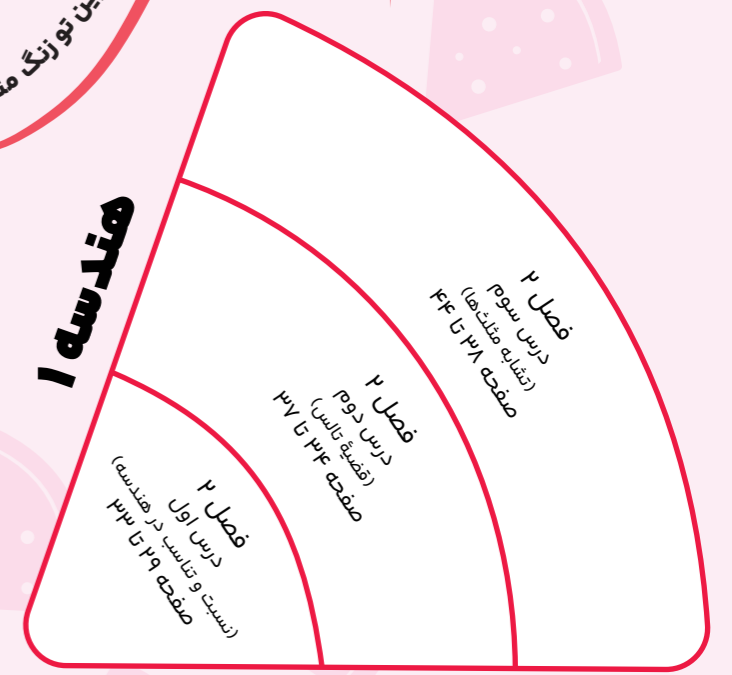 هندسه ۱
فصل ۲
درس اول
(نسبت و تناسب در هندسه)
صفحه ۲۹ تا ۳۳
فصل ۲
درس دوم
(قضیهٔ تالس)
صفحه ۳۴ تا ۳۷
فصل ۲
درس سوم
(تشابه مثلث‌ها)
صفحه ۳۸ تا ۴۴
تو زنگ